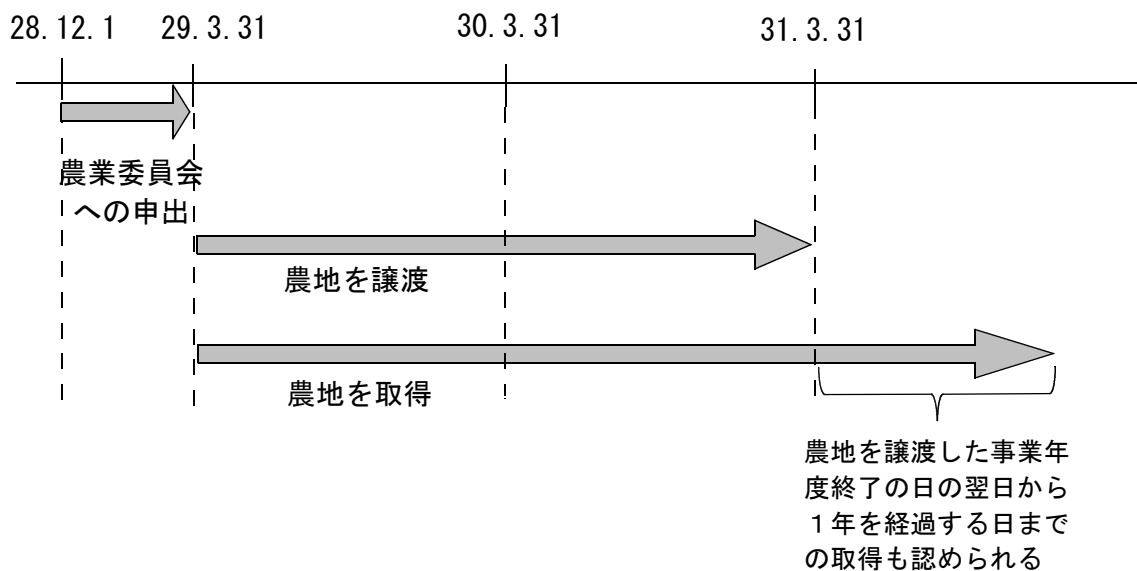 28.12.1 29.3.31 30.3.31 31.3.31
農業委員会
への申出
農地を譲渡
農地を取得
農地を譲渡した事業年
度終了の日の翌日から
１年を経過する日まで
の取得も認められる